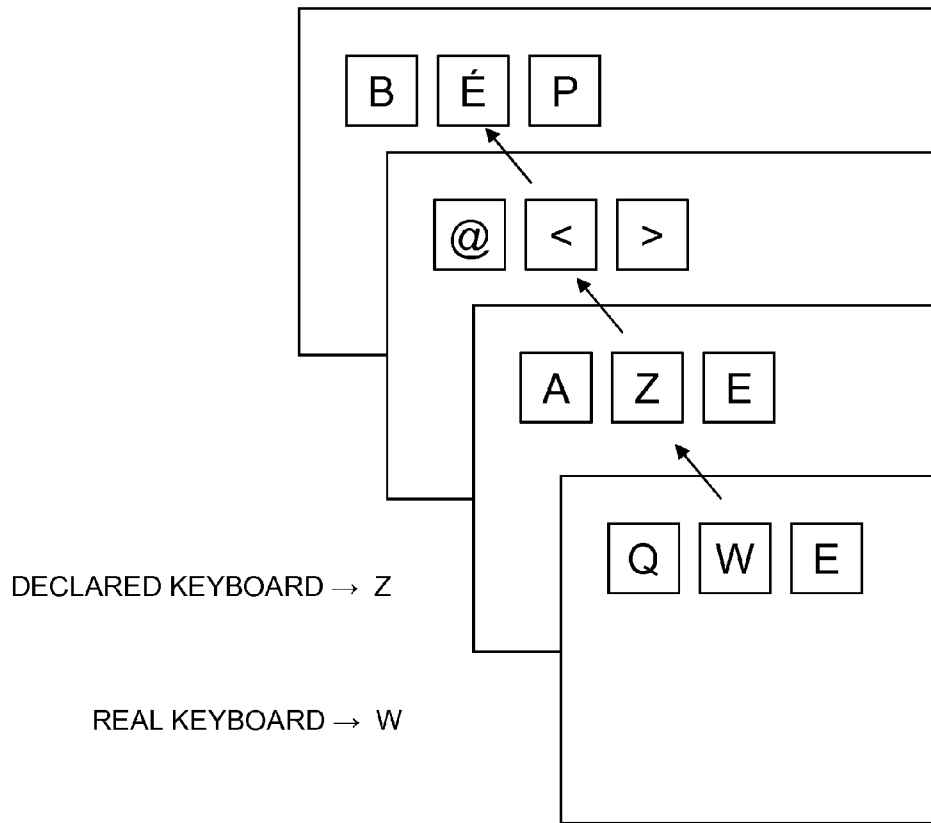 B É P
@ < >
A Z E
Q W E
DECLARED KEYBOARD → Z
REAL KEYBOARD → W